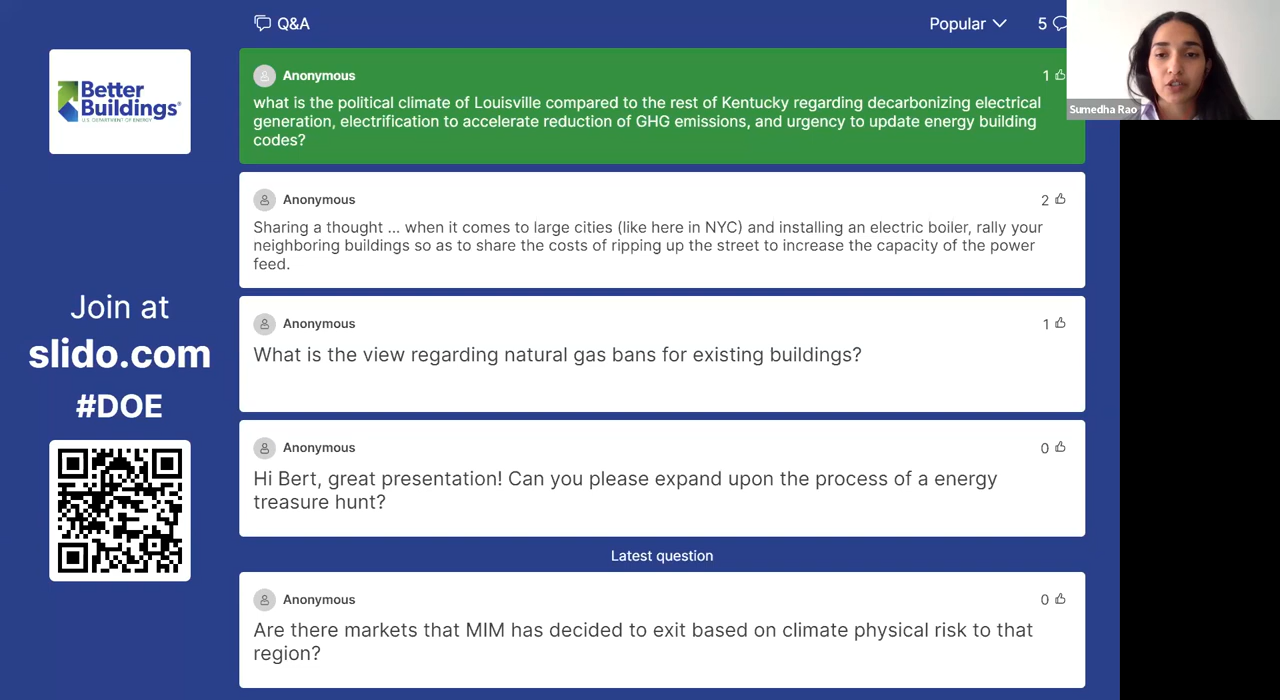 Q&A
Popular
5
Better
Buildings®
U.S. DEPARTMENT OF ENERGY
Join at
slido.com
#DOE
Anonymous
1
what is the political climate of Louisville compared to the rest of Kentucky regarding decarbonizing electrical
generation, electrification to accelerate reduction of GHG emissions, and urgency to update energy building
codes?
Anonymous
2
Sharing a thought ... when it comes to large cities (like here in NYC) and installing an electric boiler, rally your
neighboring buildings so as to share the costs of ripping up the street to increase the capacity of the power
feed.
Anonymous
1
What is the view regarding natural gas bans for existing buildings?
Anonymous
0
Hi Bert, great presentation! Can you please expand upon the process of a energy
treasure hunt?
Latest question
Anonymous
0
Are there markets that MIM has decided to exit based on climate physical risk to that
region?
Sumedha Rao